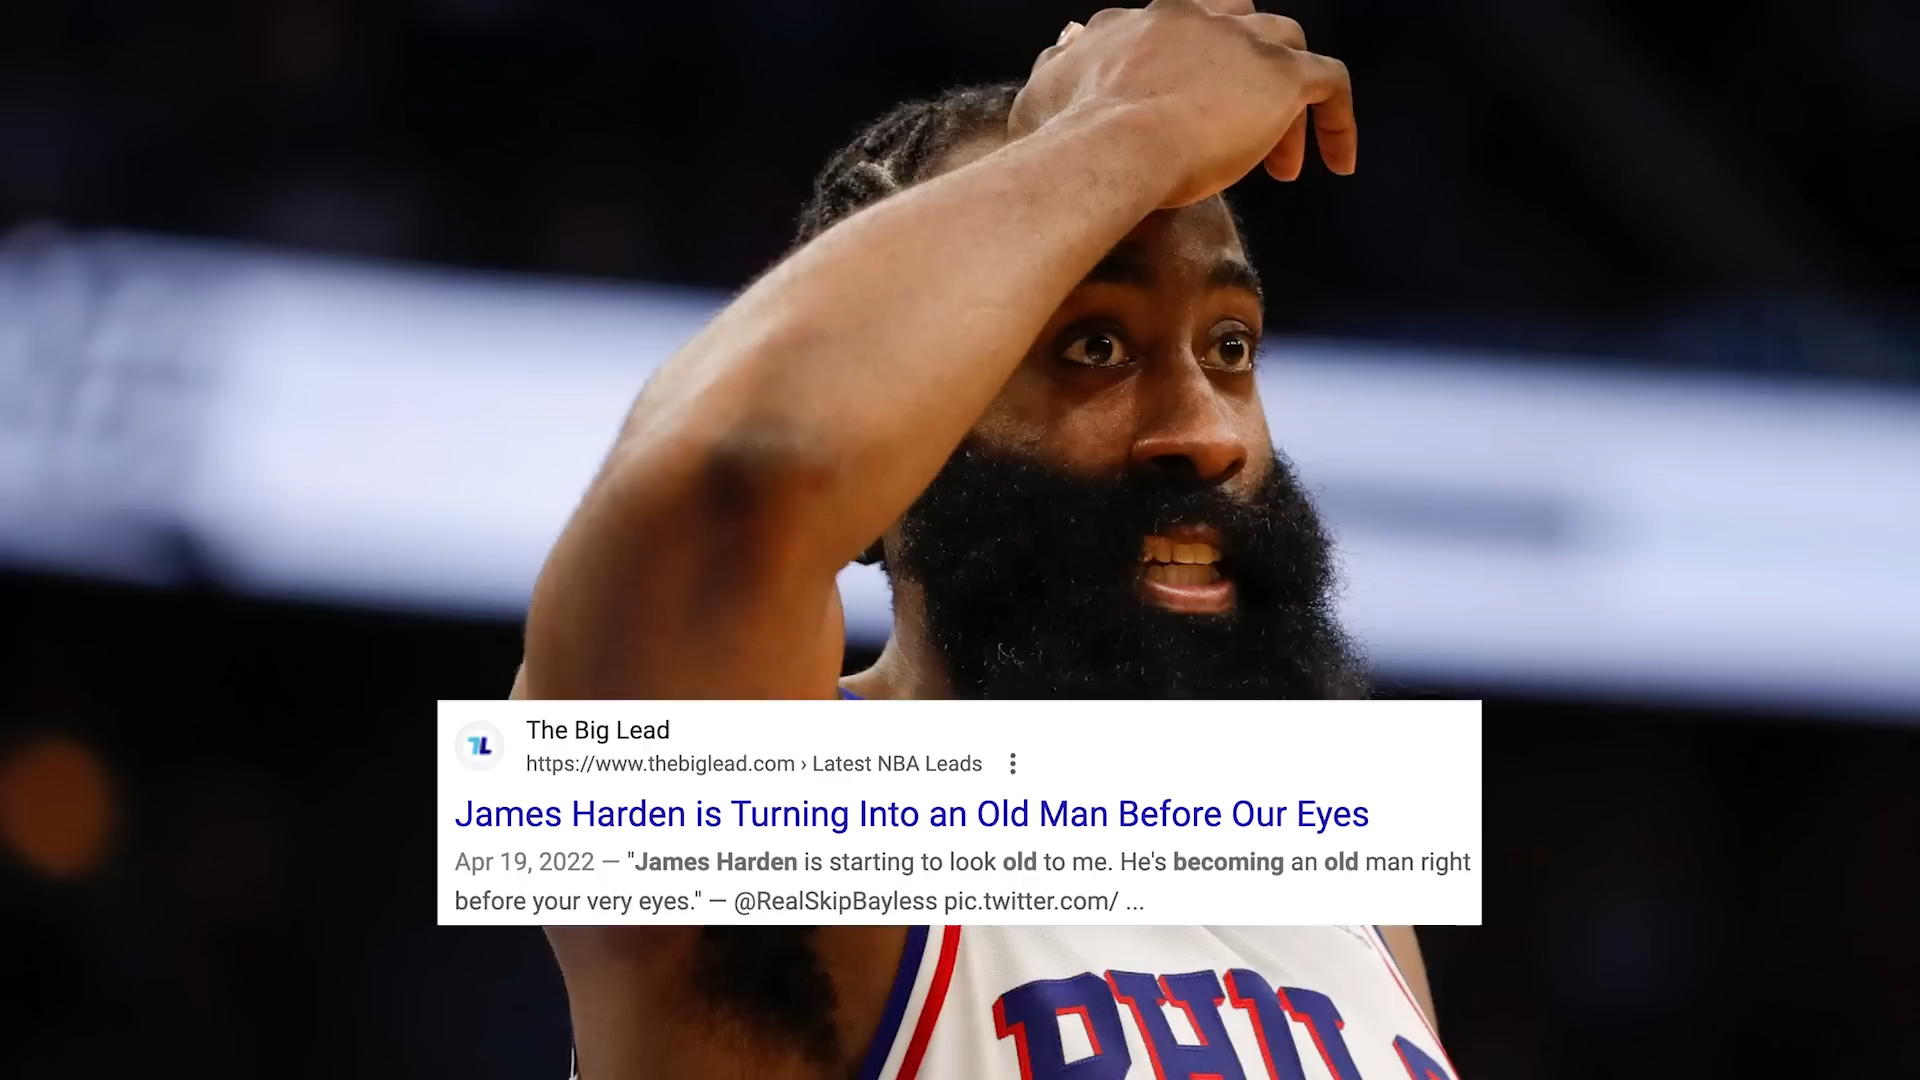 The Big Lead
https://www.thebiglead.com › Latest NBA Leads
James Harden is Turning Into an Old Man Before Our Eyes
Apr 19, 2022 — "James Harden is starting to look old to me. He's becoming an old man right
before your very eyes." — @RealSkipBayless pic.twitter.com/ ...
PHILA